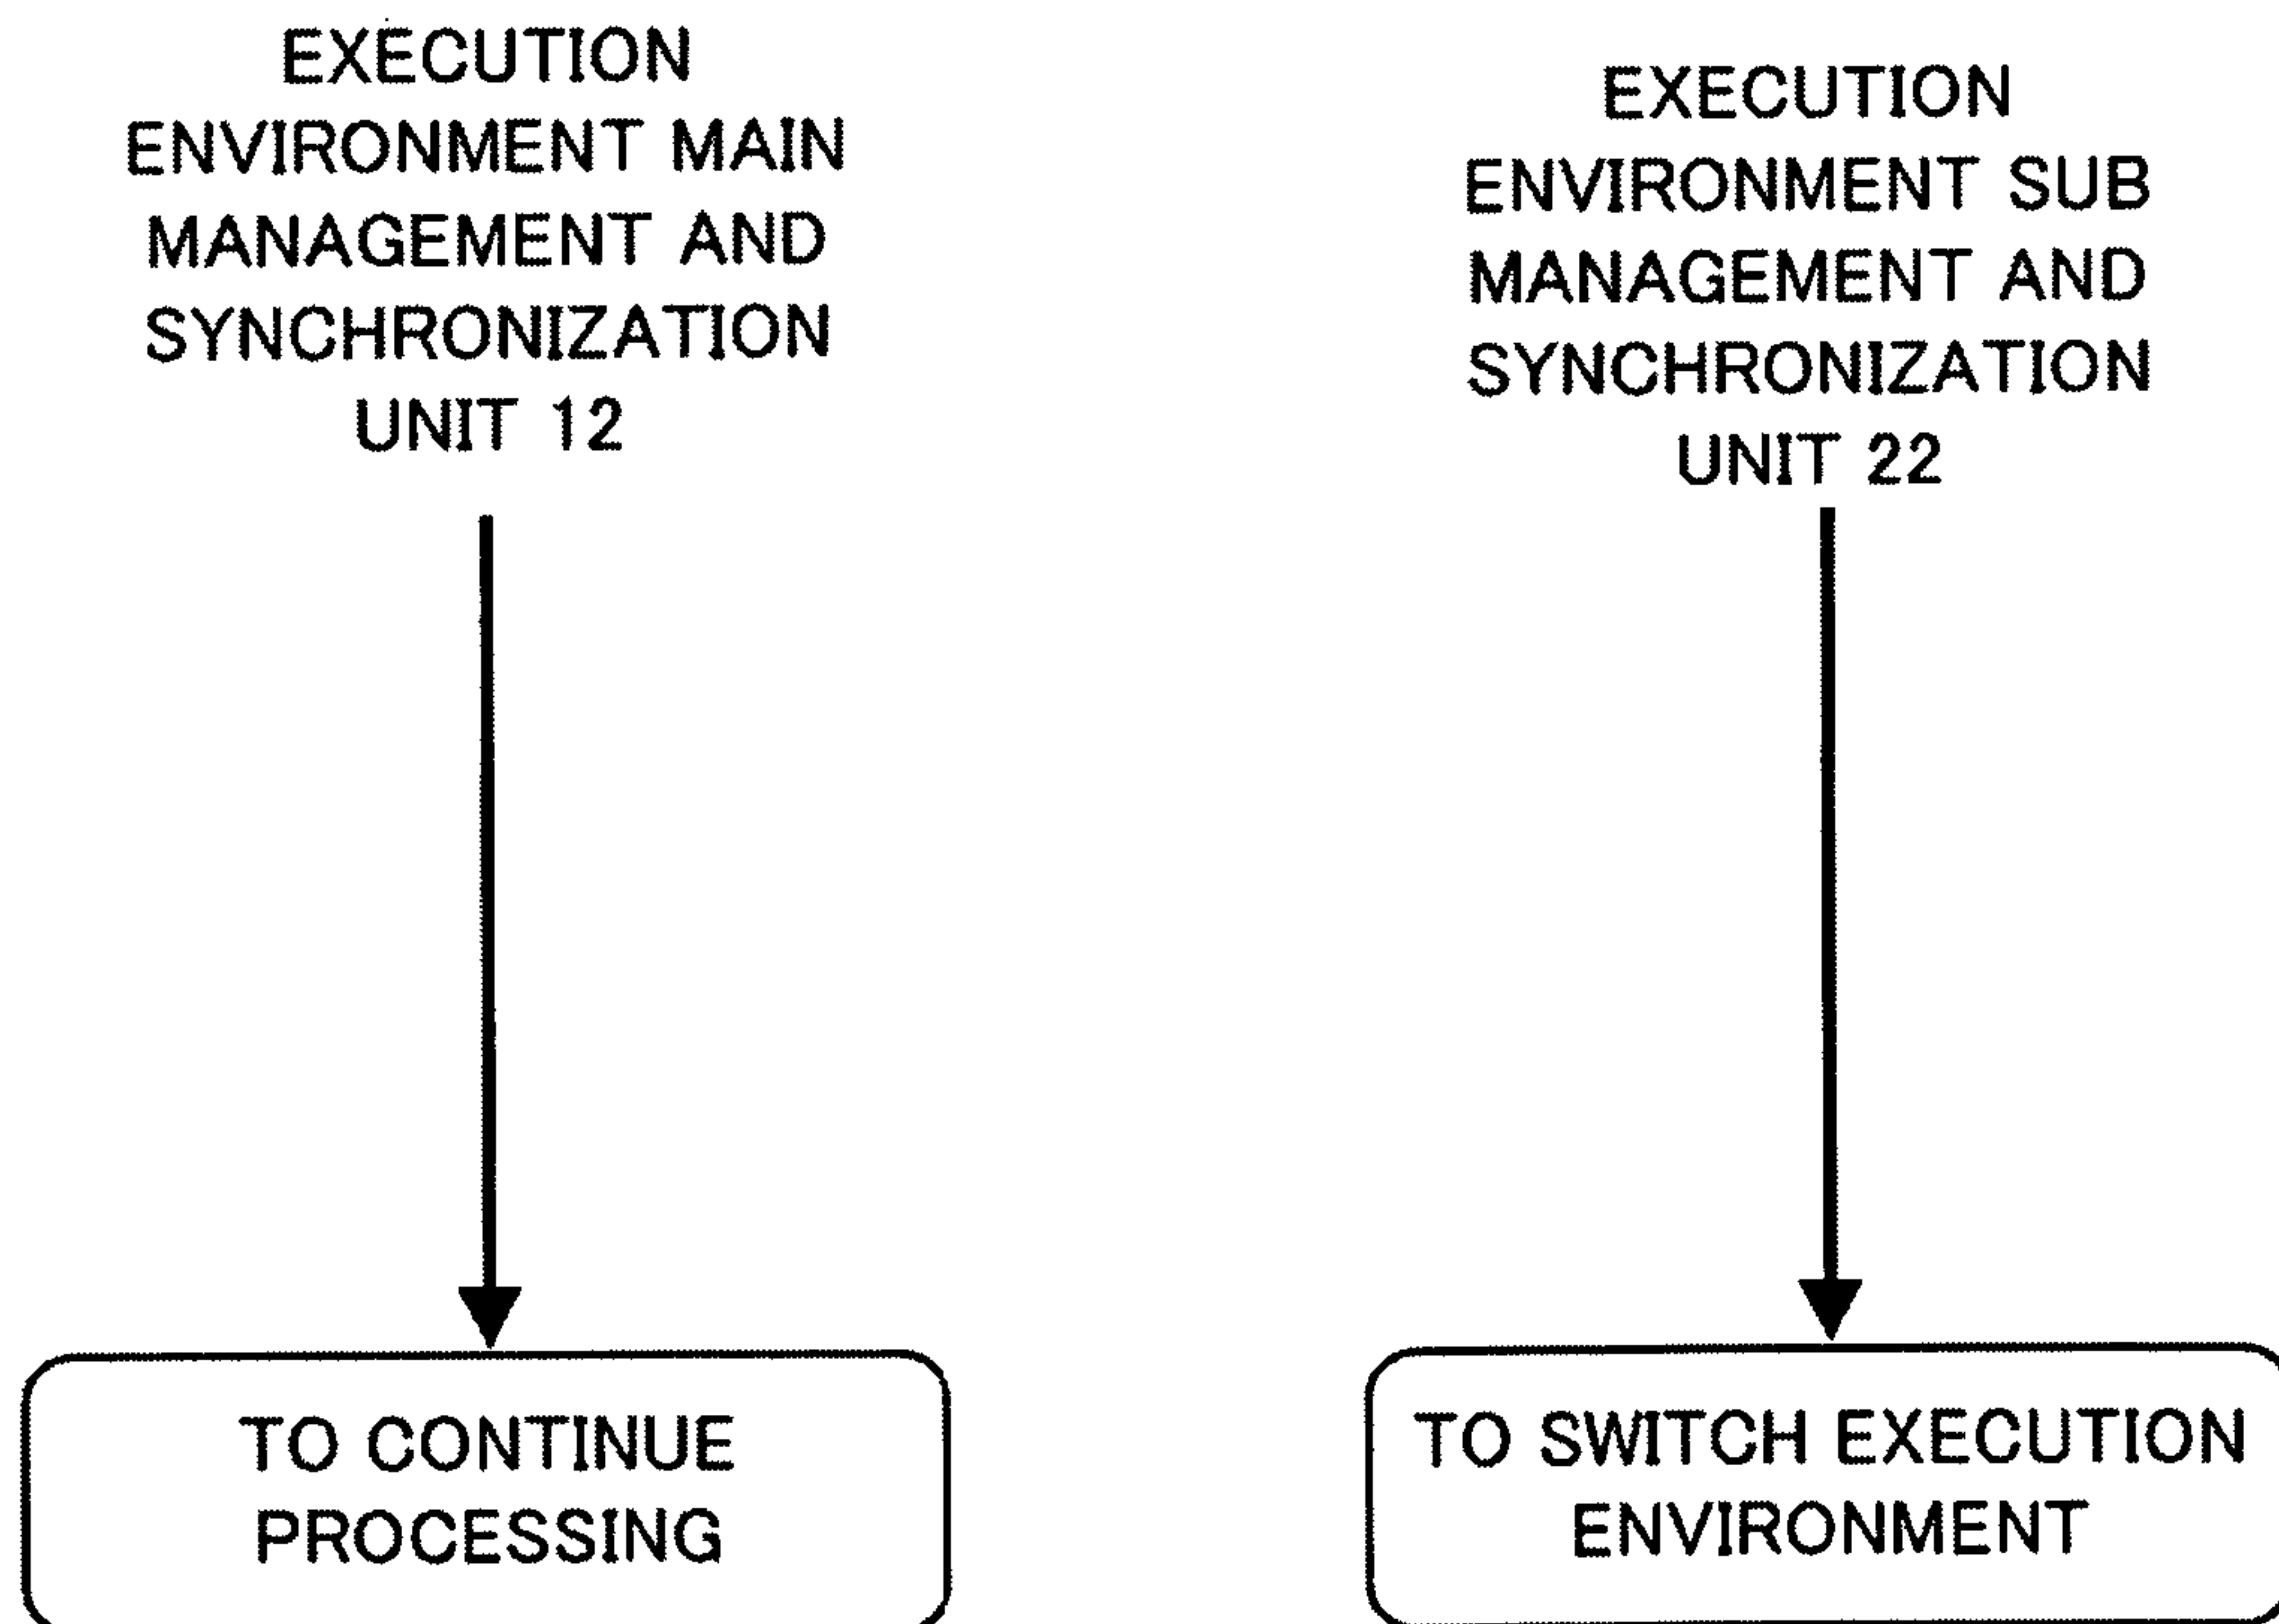 EXECUTION
ENVIRONMENT MAIN
MANAGEMENT AND
SYNCHRONIZATION
UNIT 12
EXECUTION
ENVIRONMENT SUB
MANAGEMENT AND
SYNCHRONIZATION
UNIT 22
TO CONTINUE
PROCESSING
TO SWITCH EXECUTION
ENVIRONMENT